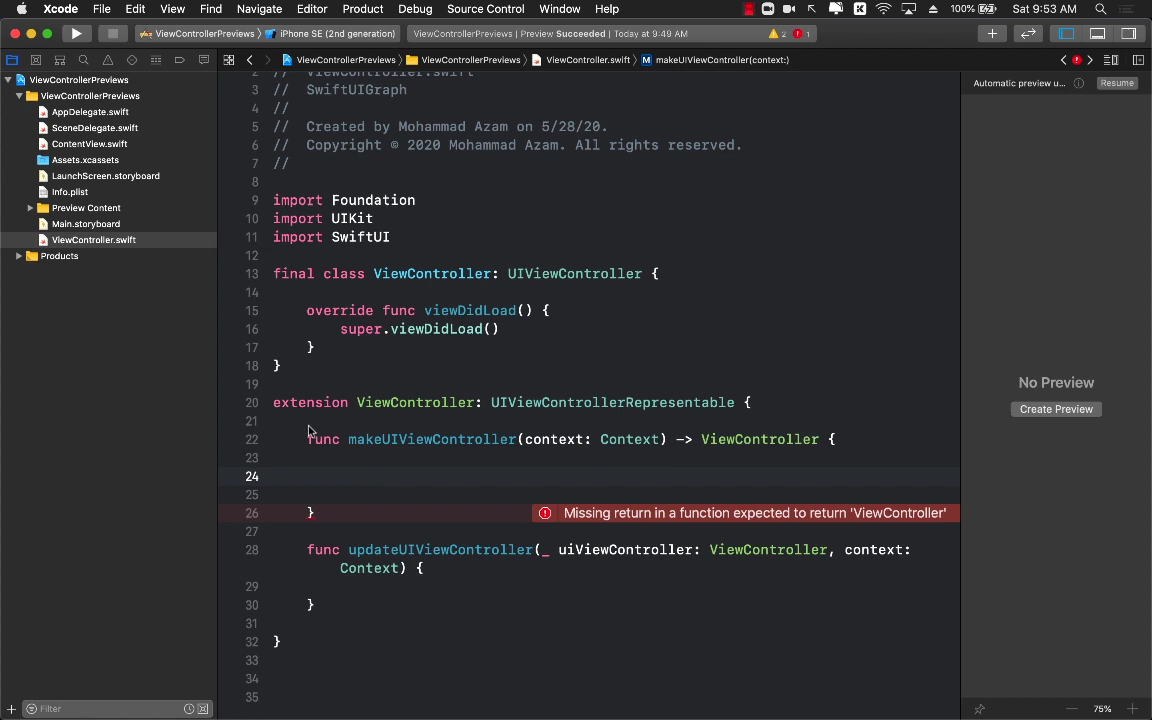 Xcode File Edit View Find Navigate Editor Product Debug Source Control Window Help 100% Sat 9:53 AM
ViewControllerPreviews iPhone SE (2nd generation) ViewControllerPreviews | Preview Succeeded | Today at 9:49 AM 2 1
ViewControllerPreviews ViewControllerPreviews ViewController.swift M makeUIViewController(context:)
ViewControllerPreviews
ViewControllerPreviews
AppDelegate.swift
SceneDelegate.swift
ContentView.swift
Assets.xcassets
LaunchScreen.storyboard
Info.plist
Preview Content
Main.storyboard
ViewController.swift
Products
Filter
2 // ViewController.swift
3 // SwiftUIGraph
4 //
5 // Created by Mohammad Azam on 5/28/20.
6 // Copyright © 2020 Mohammad Azam. All rights reserved.
7 //
8
9 import Foundation
10 import UIKit
11 import SwiftUI
12
13 final class ViewController: UIViewController {
14
15 override func viewDidLoad() {
16 super.viewDidLoad()
17 }
18 }
19
20 extension ViewController: UIViewControllerRepresentable {
21
22 func makeUIViewController(context: Context) -> ViewController {
23
24
25
26 } Missing return in a function expected to return 'ViewController'
27
28 func updateUIViewController(_ uiViewController: ViewController, context:
Context) {
29
30 }
31
32 }
33
34
35
Automatic preview u... Resume
No Preview
Create Preview
75%